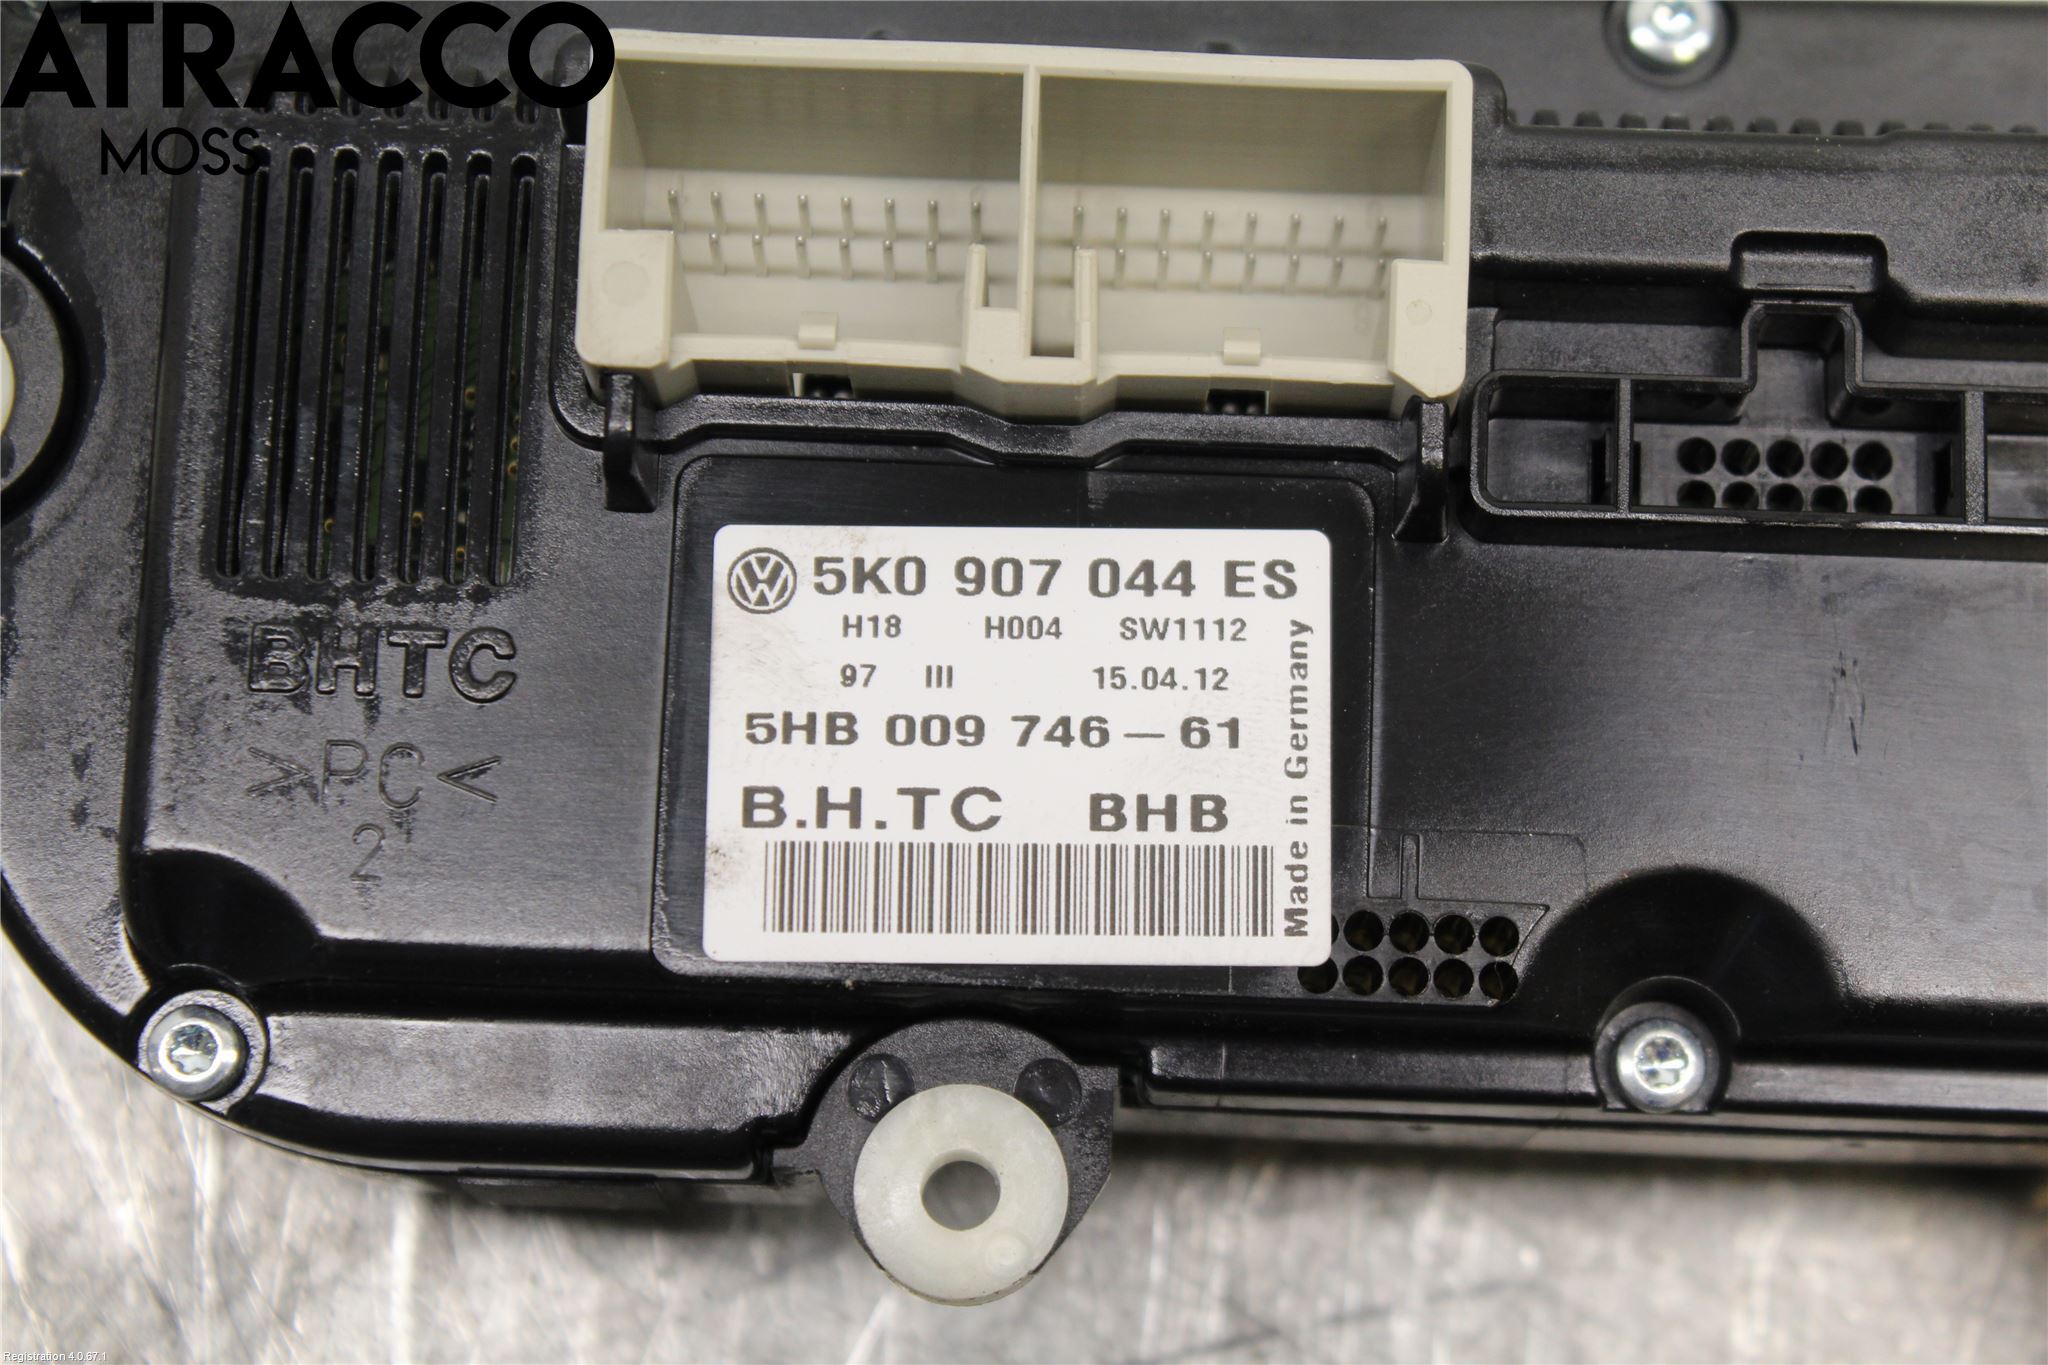 ATRACCO
MOSS
5K0 907 044 ES
H18 H004 SW1112
97 III 15.04.12
5HB 009 746-61
B.H.TC BHB
Made in Germany
BHTC
>PC<
2
Registration 4.0.67.1